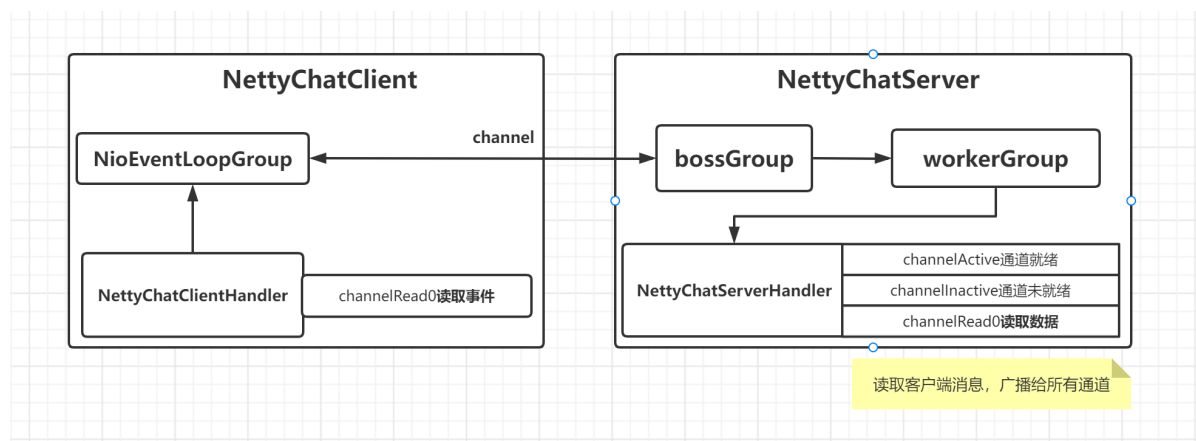 NettyChatClient
NioEventLoopGroup
NettyChatClientHandler
channelRead0读取事件
channel
NettyChatServer
bossGroup
workerGroup
NettyChatServerHandler
channelActive通道就绪
channelInactive通道未就绪
channelRead0读取数据
读取客户端消息，广播给所有通道